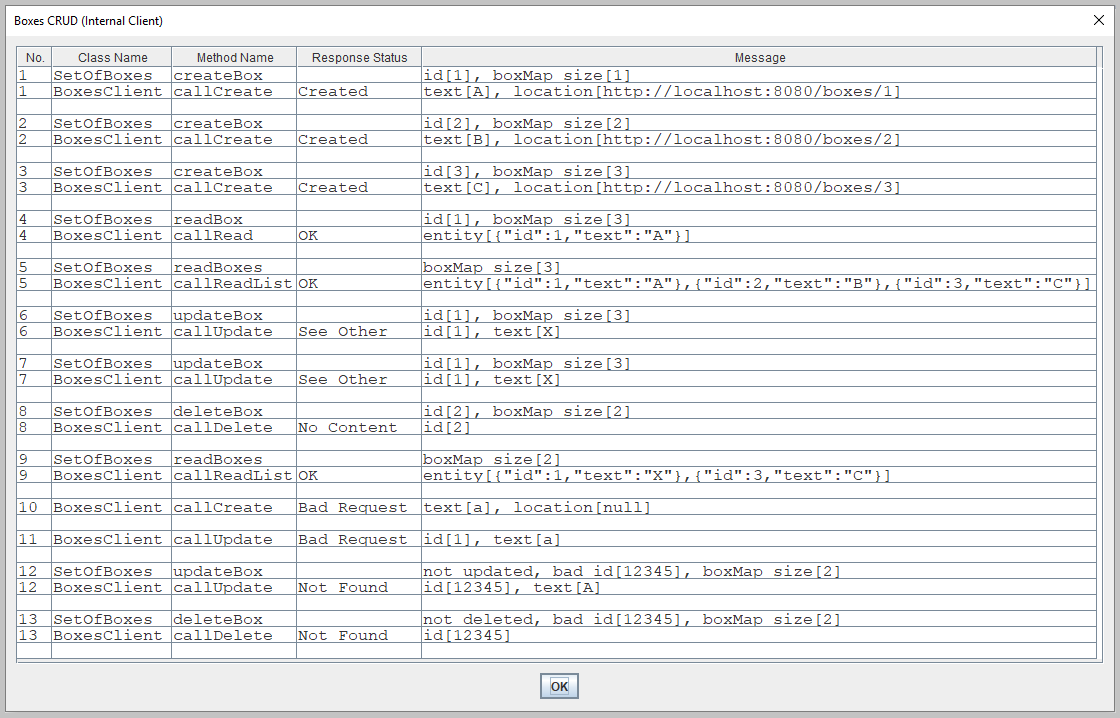 Boxes CRUD (Internal Client)
No. Class Name Method Name Response Status Message
1 SetOfBoxes createBox id[1], boxMap size[1]
1 BoxesClient callCreate Created text[A], location[http://localhost:8080/boxes/1]
2 SetOfBoxes createBox id[2], boxMap size[2]
2 BoxesClient callCreate Created text[B], location[http://localhost:8080/boxes/2]
3 SetOfBoxes createBox id[3], boxMap size[3]
3 BoxesClient callCreate Created text[C], location[http://localhost:8080/boxes/3]
4 SetOfBoxes readBox id[1], boxMap size[3]
4 BoxesClient callRead OK entity[{"id":1,"text":"A"}]
5 SetOfBoxes readBoxes boxMap size[3]
5 BoxesClient callReadList OK entity[{"id":1,"text":"A"},{"id":2,"text":"B"},{"id":3,"text":"C"}]
6 SetOfBoxes updateBox id[1], boxMap size[3]
6 BoxesClient callUpdate See Other id[1], text[X]
7 SetOfBoxes updateBox id[1], boxMap size[3]
7 BoxesClient callUpdate See Other id[1], text[X]
8 SetOfBoxes deleteBox id[2], boxMap size[2]
8 BoxesClient callDelete No Content id[2]
9 SetOfBoxes readBoxes boxMap size[2]
9 BoxesClient callReadList OK entity[{"id":1,"text":"X"},{"id":3,"text":"C"}]
10 BoxesClient callCreate Bad Request text[a], location[null]
11 BoxesClient callUpdate Bad Request id[1], text[a]
12 SetOfBoxes updateBox not updated, bad id[12345], boxMap size[2]
12 BoxesClient callUpdate Not Found id[12345], text[A]
13 SetOfBoxes deleteBox not deleted, bad id[12345], boxMap size[2]
13 BoxesClient callDelete Not Found id[12345]
OK